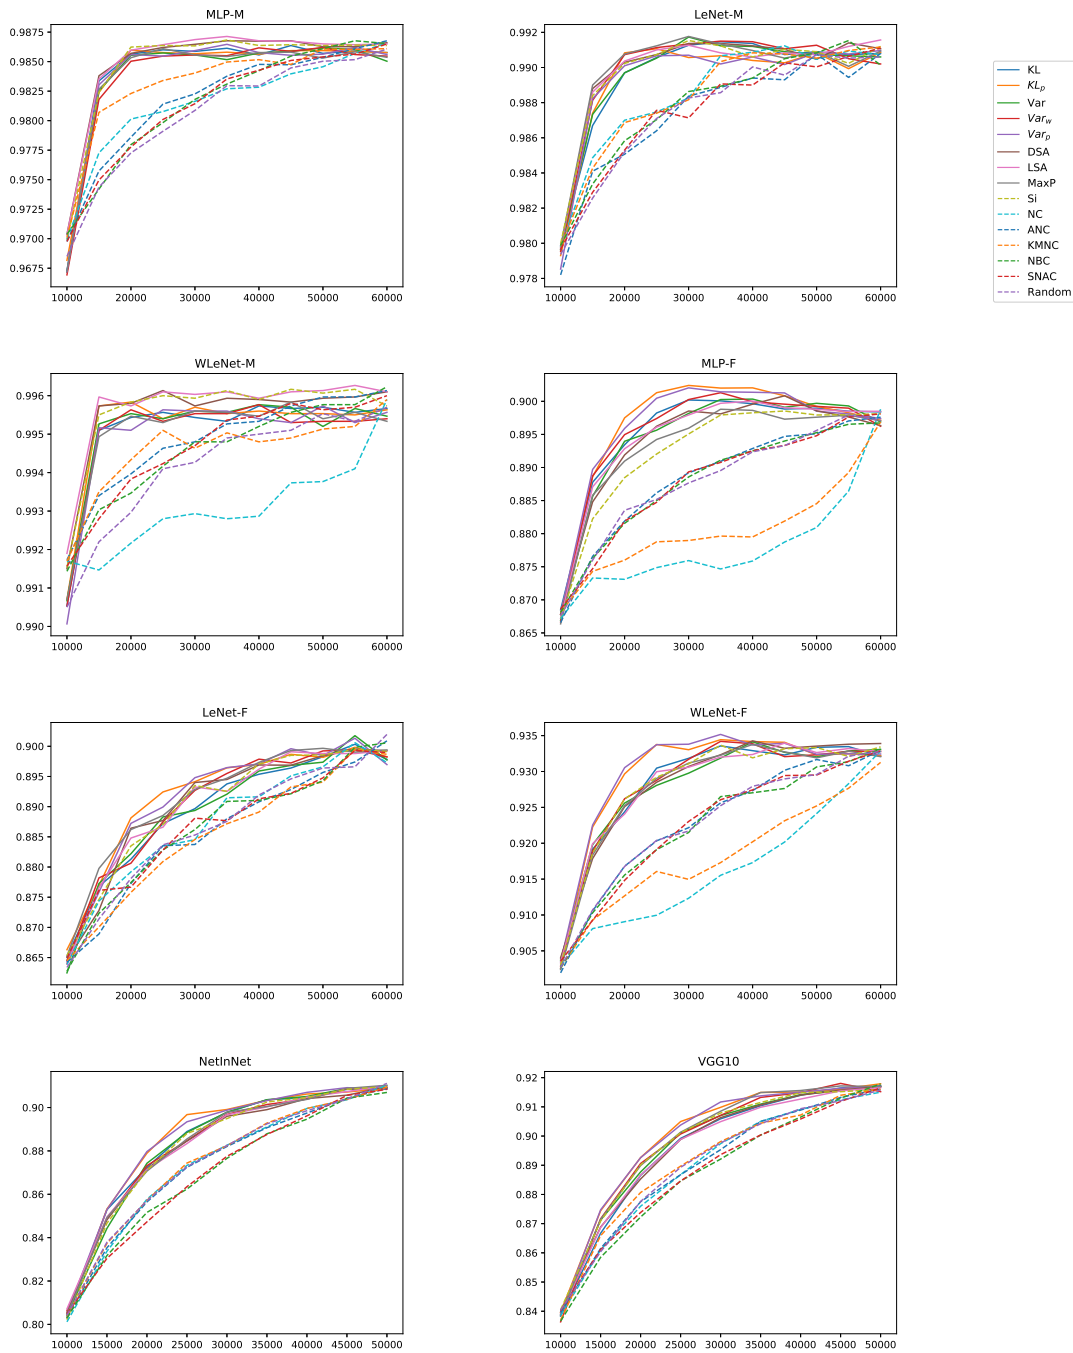 MLP-M
0.9875
0.9850
0.9825
0.9800
0.9775
0.9750
0.9725
0.9700
0.9675
10000 20000 30000 40000 50000 60000
LeNet-M
0.992
0.990
0.988
0.986
0.984
0.982
0.980
0.978
10000 20000 30000 40000 50000 60000
KL
KL_p
Var
Var_w
Var_p
DSA
LSA
MaxP
Si
NC
ANC
KMNC
NBC
SNAC
Random
WLeNet-M
0.996
0.995
0.994
0.993
0.992
0.991
0.990
10000 20000 30000 40000 50000 60000
MLP-F
0.900
0.895
0.890
0.885
0.880
0.875
0.870
0.865
10000 20000 30000 40000 50000 60000
LeNet-F
0.900
0.895
0.890
0.885
0.880
0.875
0.870
0.865
10000 20000 30000 40000 50000 60000
WLeNet-F
0.935
0.930
0.925
0.920
0.915
0.910
0.905
10000 20000 30000 40000 50000 60000
NetInNet
0.90
0.88
0.86
0.84
0.82
0.80
10000 15000 20000 25000 30000 35000 40000 45000 50000
VGG10
0.92
0.91
0.90
0.89
0.88
0.87
0.86
0.85
0.84
10000 15000 20000 25000 30000 35000 40000 45000 50000